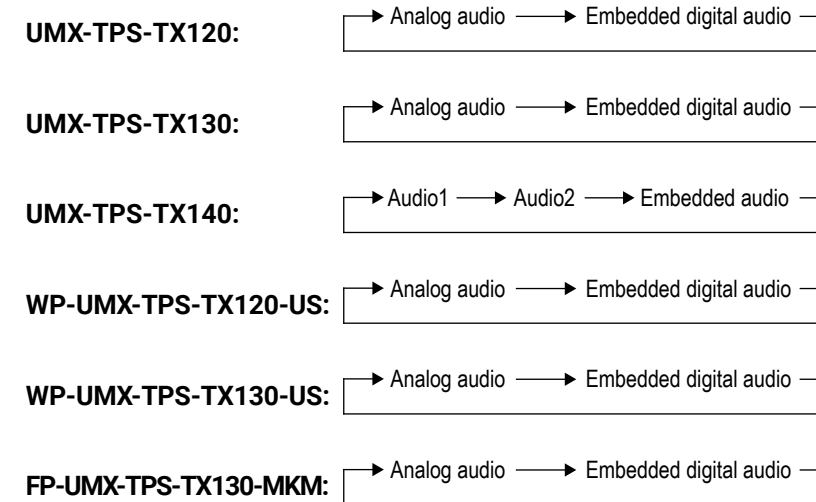 UMX-TPS-TX120: Analog audio Embedded digital audio
UMX-TPS-TX130: Analog audio Embedded digital audio
UMX-TPS-TX140: Audio1 Audio2 Embedded audio
WP-UMX-TPS-TX120-US: Analog audio Embedded digital audio
WP-UMX-TPS-TX130-US: Analog audio Embedded digital audio
FP-UMX-TPS-TX130-MKM: Analog audio Embedded digital audio